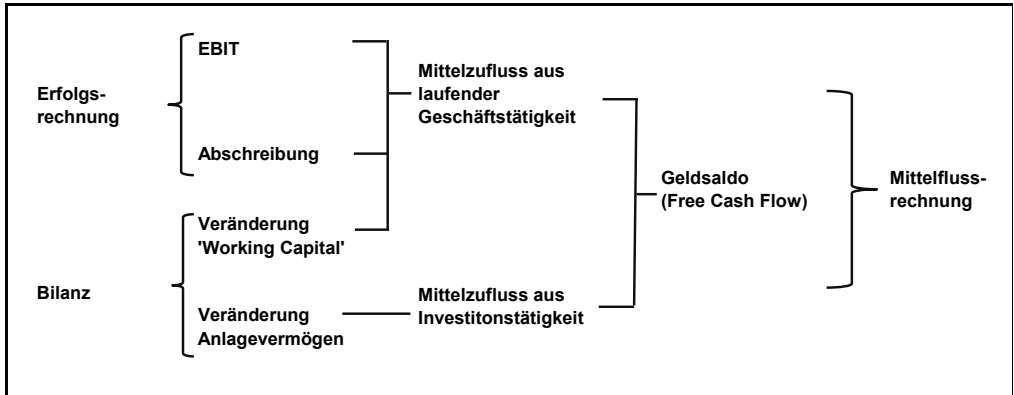 EBIT
Erfolgs-
rechnung
Abschreibung
Mittelzufluss aus
laufender
Geschäftstätigkeit
Veränderung
'Working Capital'
Bilanz
Veränderung
Anlagevermögen
Mittelzufluss aus
Investitonstätigkeit
Geldsaldo
(Free Cash Flow)
Mittelfluss-
rechnung